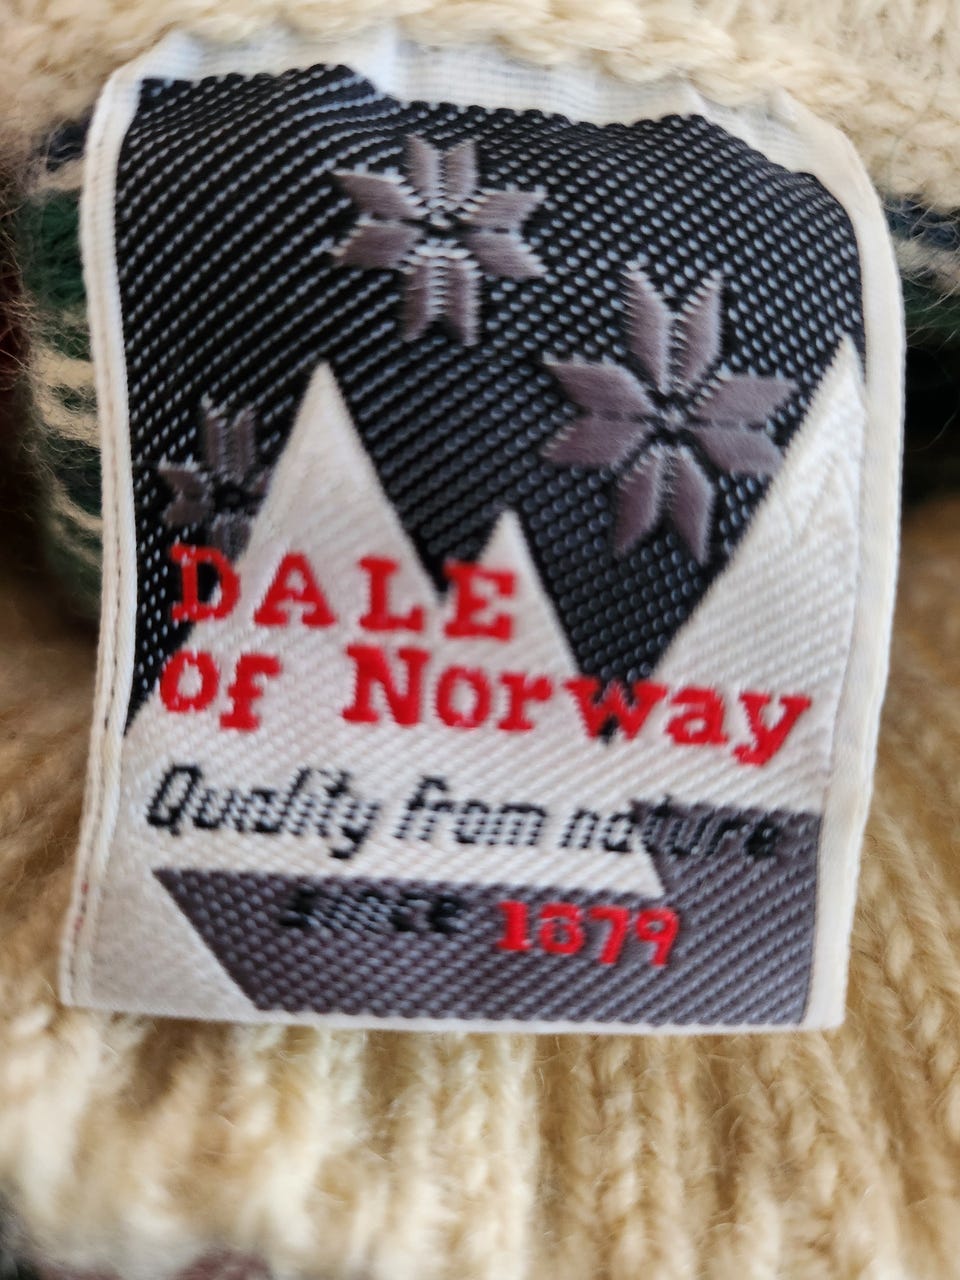 DALE
of Norway
Quality from nature
SINCE 1879